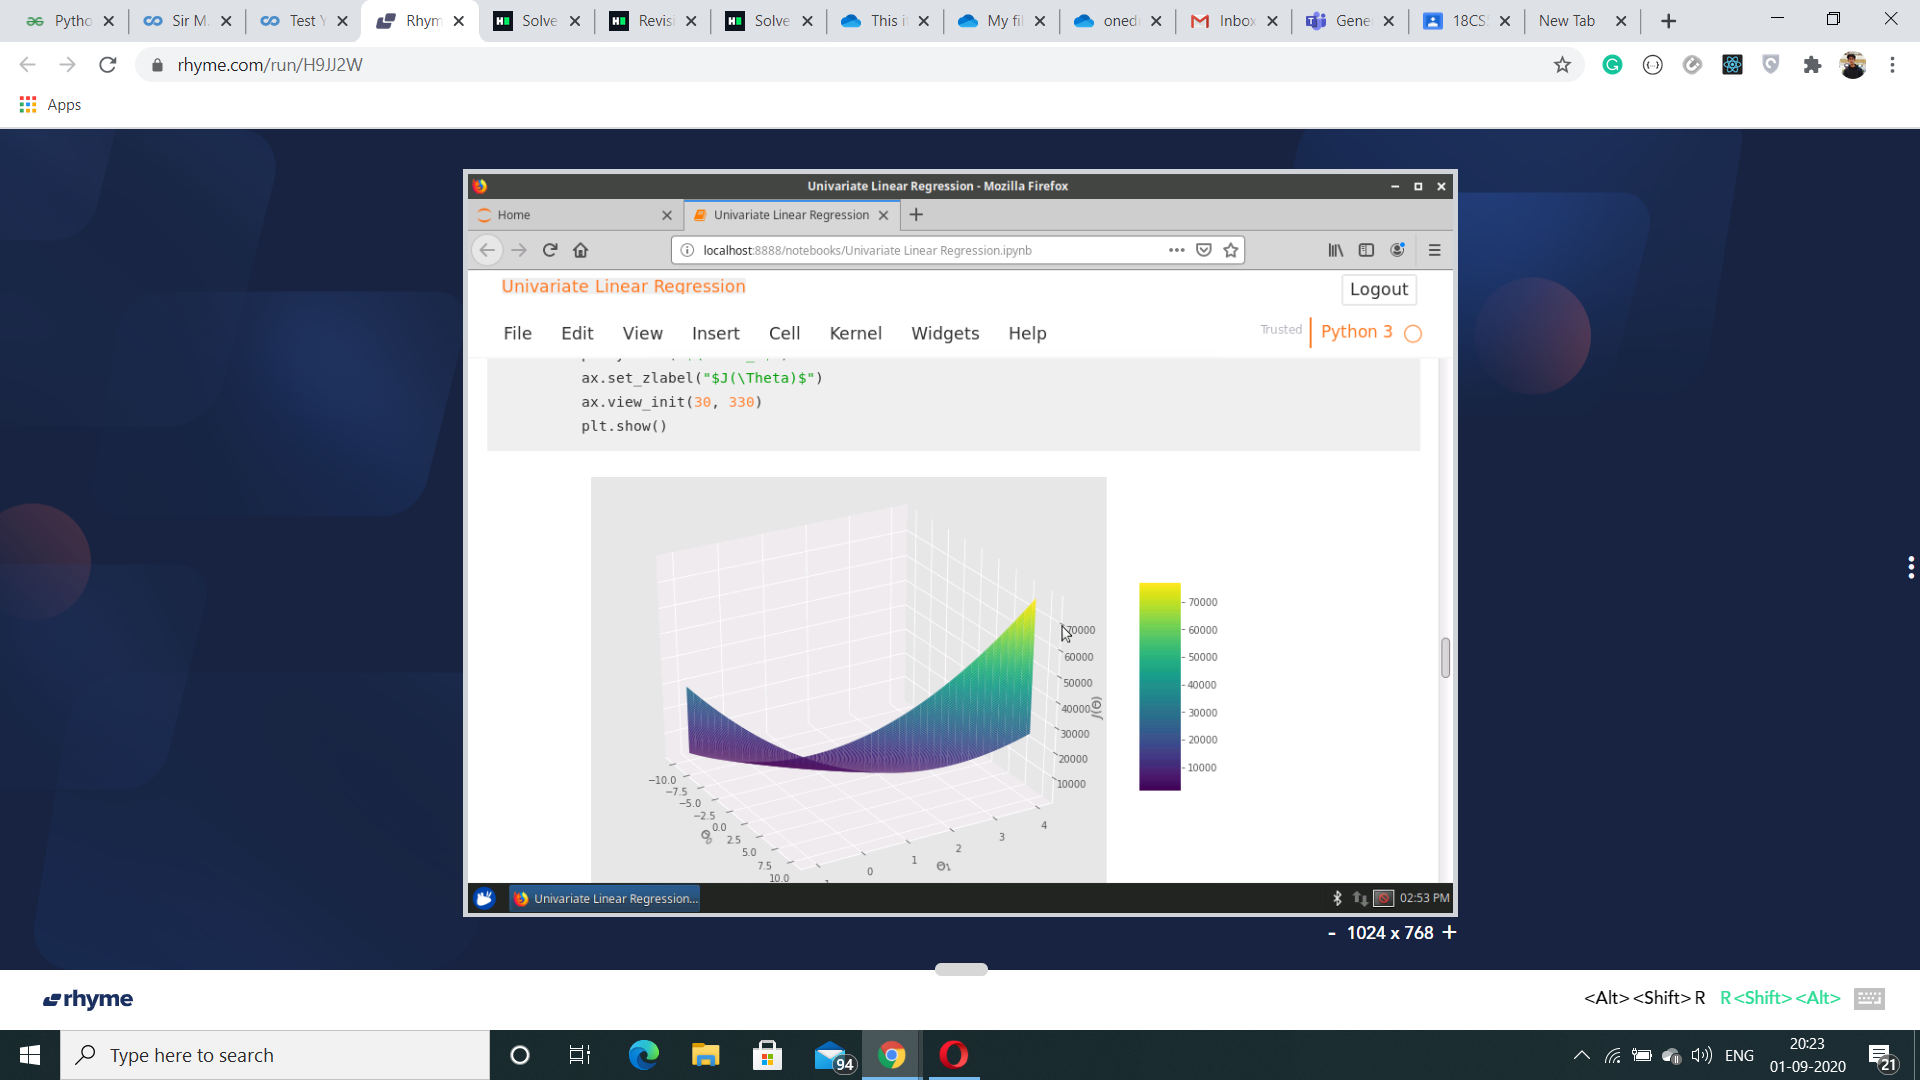 Pytho
Sir M
Test Y
Rhym
Solve
Revisi
Solve
This i
My fil
onedr
Inbox
Gene
18CS
New Tab
rhyme.com/run/H9JJ2W
Apps
Univariate Linear Regression - Mozilla Firefox
Home
Univariate Linear Regression
localhost:8888/notebooks/Univariate Linear Regression.ipynb
Univariate Linear Regression
Logout
File Edit View Insert Cell Kernel Widgets Help
Trusted
Python 3
ax.set_zlabel("$J(\Theta)$")
ax.view_init(30, 330)
plt.show()
70000
60000
50000
40000
30000
20000
10000
J(Θ)
−10.0
−7.5
−5.0
−2.5
0.0
2.5
5.0
7.5
10.0
Θ0
0
1
2
3
4
Θ1
70000
60000
50000
40000
30000
20000
10000
Univariate Linear Regression...
02:53 PM
- 1024 x 768 +
rhyme
<Alt><Shift>R R<Shift><Alt>
Type here to search
94
ENG
20:23
01-09-2020
21